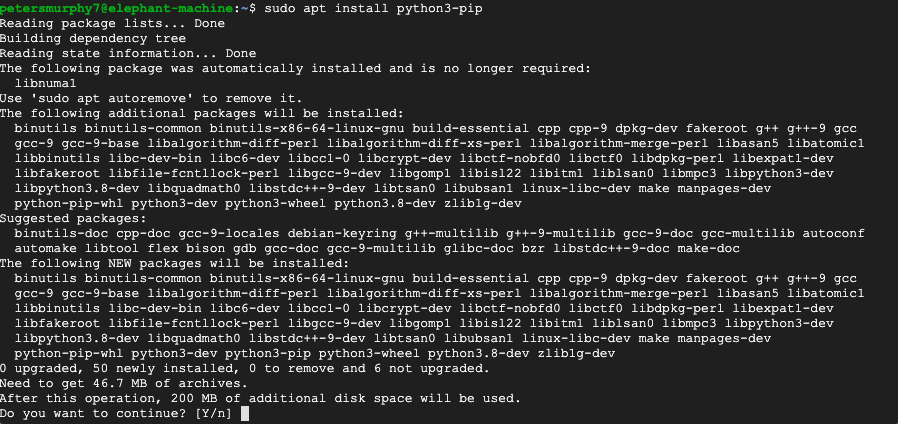 petersmurphy7@elephant-machine:~$ sudo apt install python3-pip
Reading package lists... Done
Building dependency tree
Reading state information... Done
The following package was automatically installed and is no longer required:
  libnuma1
Use 'sudo apt autoremove' to remove it.
The following additional packages will be installed:
  binutils binutils-common binutils-x86-64-linux-gnu build-essential cpp cpp-9 dpkg-dev fakeroot g++ g++-9 gcc
  gcc-9 gcc-9-base libalgorithm-diff-perl libalgorithm-diff-xs-perl libalgorithm-merge-perl libasan5 libatomic1
  libbinutils libc-dev-bin libc6-dev libcc1-0 libcrypt-dev libctf-nobfd0 libctf0 libdpkg-perl libexpat1-dev
  libfakeroot libfile-fcntllock-perl libgcc-9-dev libgomp1 libisl22 libitm1 liblsan0 libmpc3 libpython3-dev
  libpython3.8-dev libquadmath0 libstdc++-9-dev libtsan0 libubsan1 linux-libc-dev make manpages-dev
  python-pip-whl python3-dev python3-wheel python3.8-dev zlib1g-dev
Suggested packages:
  binutils-doc cpp-doc gcc-9-locales debian-keyring g++-multilib g++-9-multilib gcc-9-doc gcc-multilib autoconf
  automake libtool flex bison gdb gcc-doc gcc-9-multilib glibc-doc bzr libstdc++-9-doc make-doc
The following NEW packages will be installed:
  binutils binutils-common binutils-x86-64-linux-gnu build-essential cpp cpp-9 dpkg-dev fakeroot g++ g++-9 gcc
  gcc-9 gcc-9-base libalgorithm-diff-perl libalgorithm-diff-xs-perl libalgorithm-merge-perl libasan5 libatomic1
  libbinutils libc-dev-bin libc6-dev libcc1-0 libcrypt-dev libctf-nobfd0 libctf0 libdpkg-perl libexpat1-dev
  libfakeroot libfile-fcntllock-perl libgcc-9-dev libgomp1 libisl22 libitm1 liblsan0 libmpc3 libpython3-dev
  libpython3.8-dev libquadmath0 libstdc++-9-dev libtsan0 libubsan1 linux-libc-dev make manpages-dev
  python-pip-whl python3-dev python3-pip python3-wheel python3.8-dev zlib1g-dev
0 upgraded, 50 newly installed, 0 to remove and 6 not upgraded.
Need to get 46.7 MB of archives.
After this operation, 200 MB of additional disk space will be used.
Do you want to continue? [Y/n]